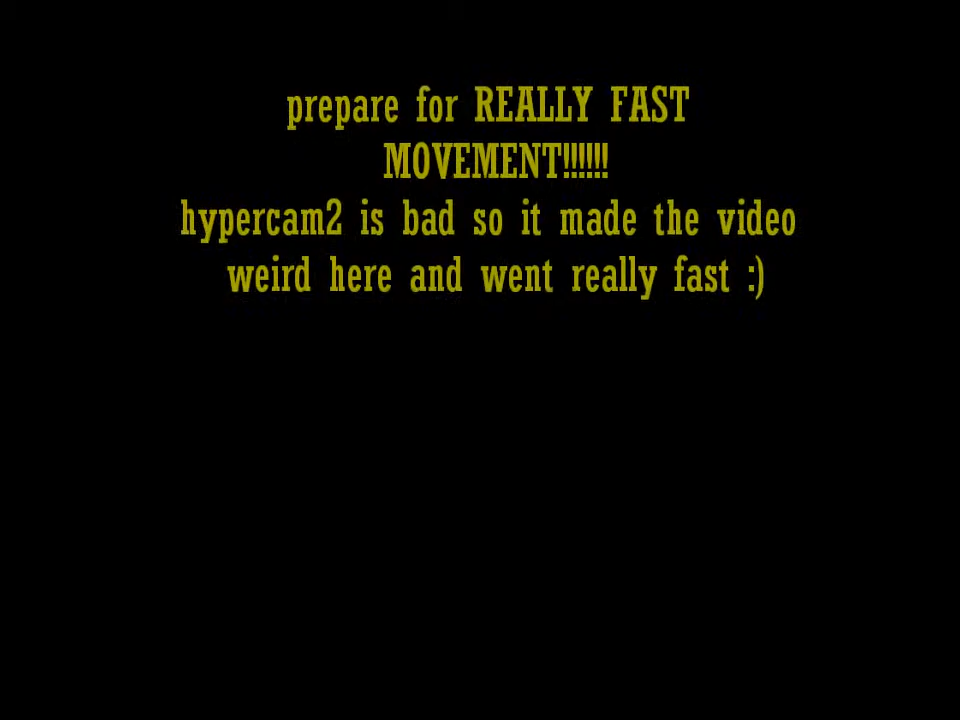 prepare for REALLY FAST
MOVEMENT!!!!!!
hypercam2 is bad so it made the video
weird here and went really fast :)